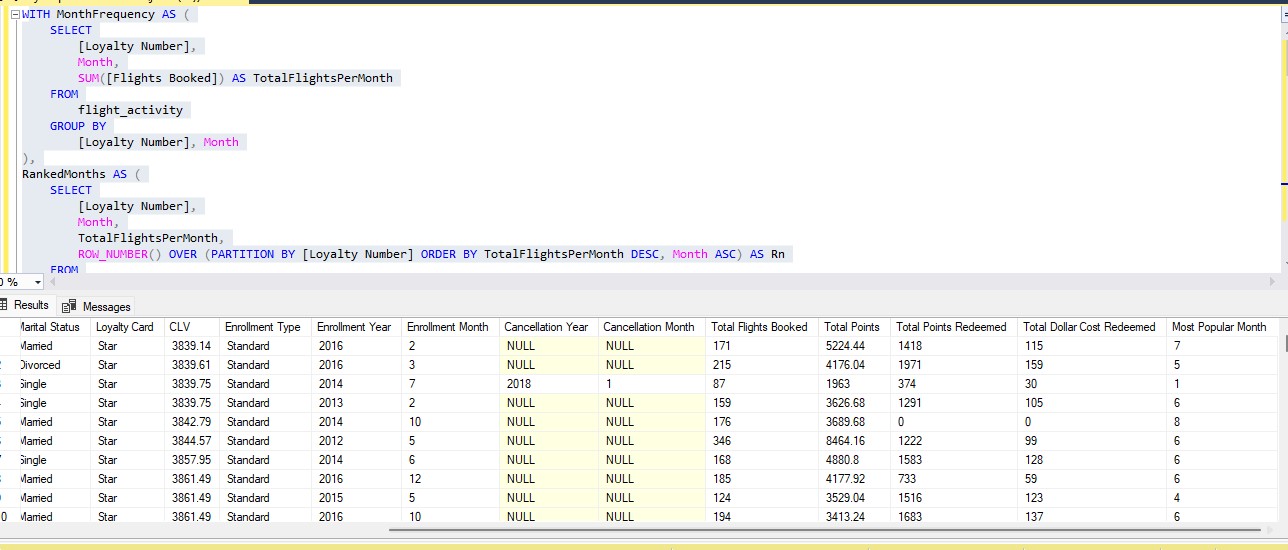 WITH MonthFrequency AS (
SELECT
[Loyalty Number],
Month,
SUM([Flights Booked]) AS TotalFlightsPerMonth
FROM
flight_activity
GROUP BY
[Loyalty Number], Month
),
RankedMonths AS (
SELECT
[Loyalty Number],
Month,
TotalFlightsPerMonth,
ROW_NUMBER() OVER (PARTITION BY [Loyalty Number] ORDER BY TotalFlightsPerMonth DESC, Month ASC) AS Rn
FROM
0 %
Results Messages
Marital Status Loyalty Card CLV Enrollment Type Enrollment Year Enrollment Month Cancellation Year Cancellation Month Total Flights Booked Total Points Total Points Redeemed Total Dollar Cost Redeemed Most Popular Month
Married Star 3839.14 Standard 2016 2 NULL NULL 171 5224.44 1418 115 7
Divorced Star 3839.61 Standard 2016 3 NULL NULL 215 4176.04 1971 159 5
Single Star 3839.75 Standard 2014 7 2018 1 87 1963 374 30 1
Single Star 3839.75 Standard 2013 2 NULL NULL 159 3626.68 1291 105 6
Married Star 3842.79 Standard 2014 10 NULL NULL 176 3689.68 0 0 8
Married Star 3844.57 Standard 2012 5 NULL NULL 346 8464.16 1222 99 6
Single Star 3857.95 Standard 2014 6 NULL NULL 168 4880.8 1583 128 6
Married Star 3861.49 Standard 2016 12 NULL NULL 185 4177.92 733 59 6
Married Star 3861.49 Standard 2015 5 NULL NULL 124 3529.04 1516 123 4
0 Married Star 3861.49 Standard 2016 10 NULL NULL 194 3413.24 1683 137 6